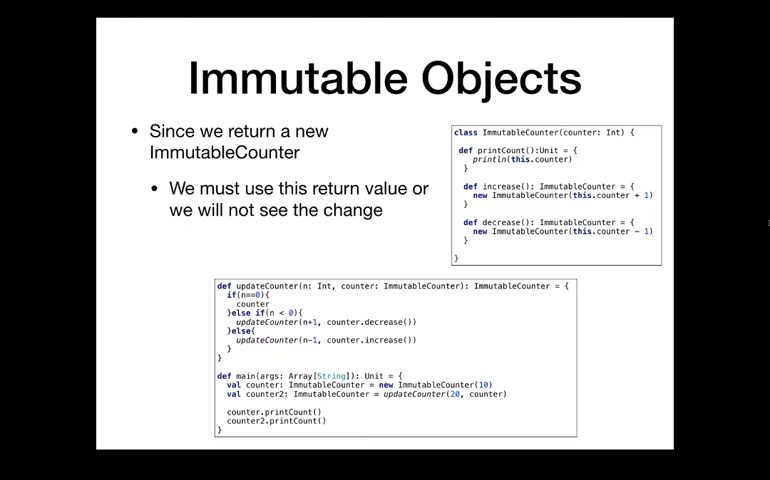 Immutable Objects
• Since we return a new
ImmutableCounter
• We must use this return value or
we will not see the change
class ImmutableCounter(counter: Int) {
def printCount():Unit = {
println(this.counter)
}
def increase(): ImmutableCounter = {
new ImmutableCounter(this.counter + 1)
}
def decrease(): ImmutableCounter = {
new ImmutableCounter(this.counter - 1)
}
}
def updateCounter(n: Int, counter: ImmutableCounter): ImmutableCounter = {
if(n==0){
counter
}else if(n < 0){
updateCounter(n+1, counter.decrease())
}else{
updateCounter(n-1, counter.increase())
}
}
def main(args: Array[String]): Unit = {
val counter: ImmutableCounter = new ImmutableCounter(10)
val counter2: ImmutableCounter = updateCounter(20, counter)
counter.printCount()
counter2.printCount()
}